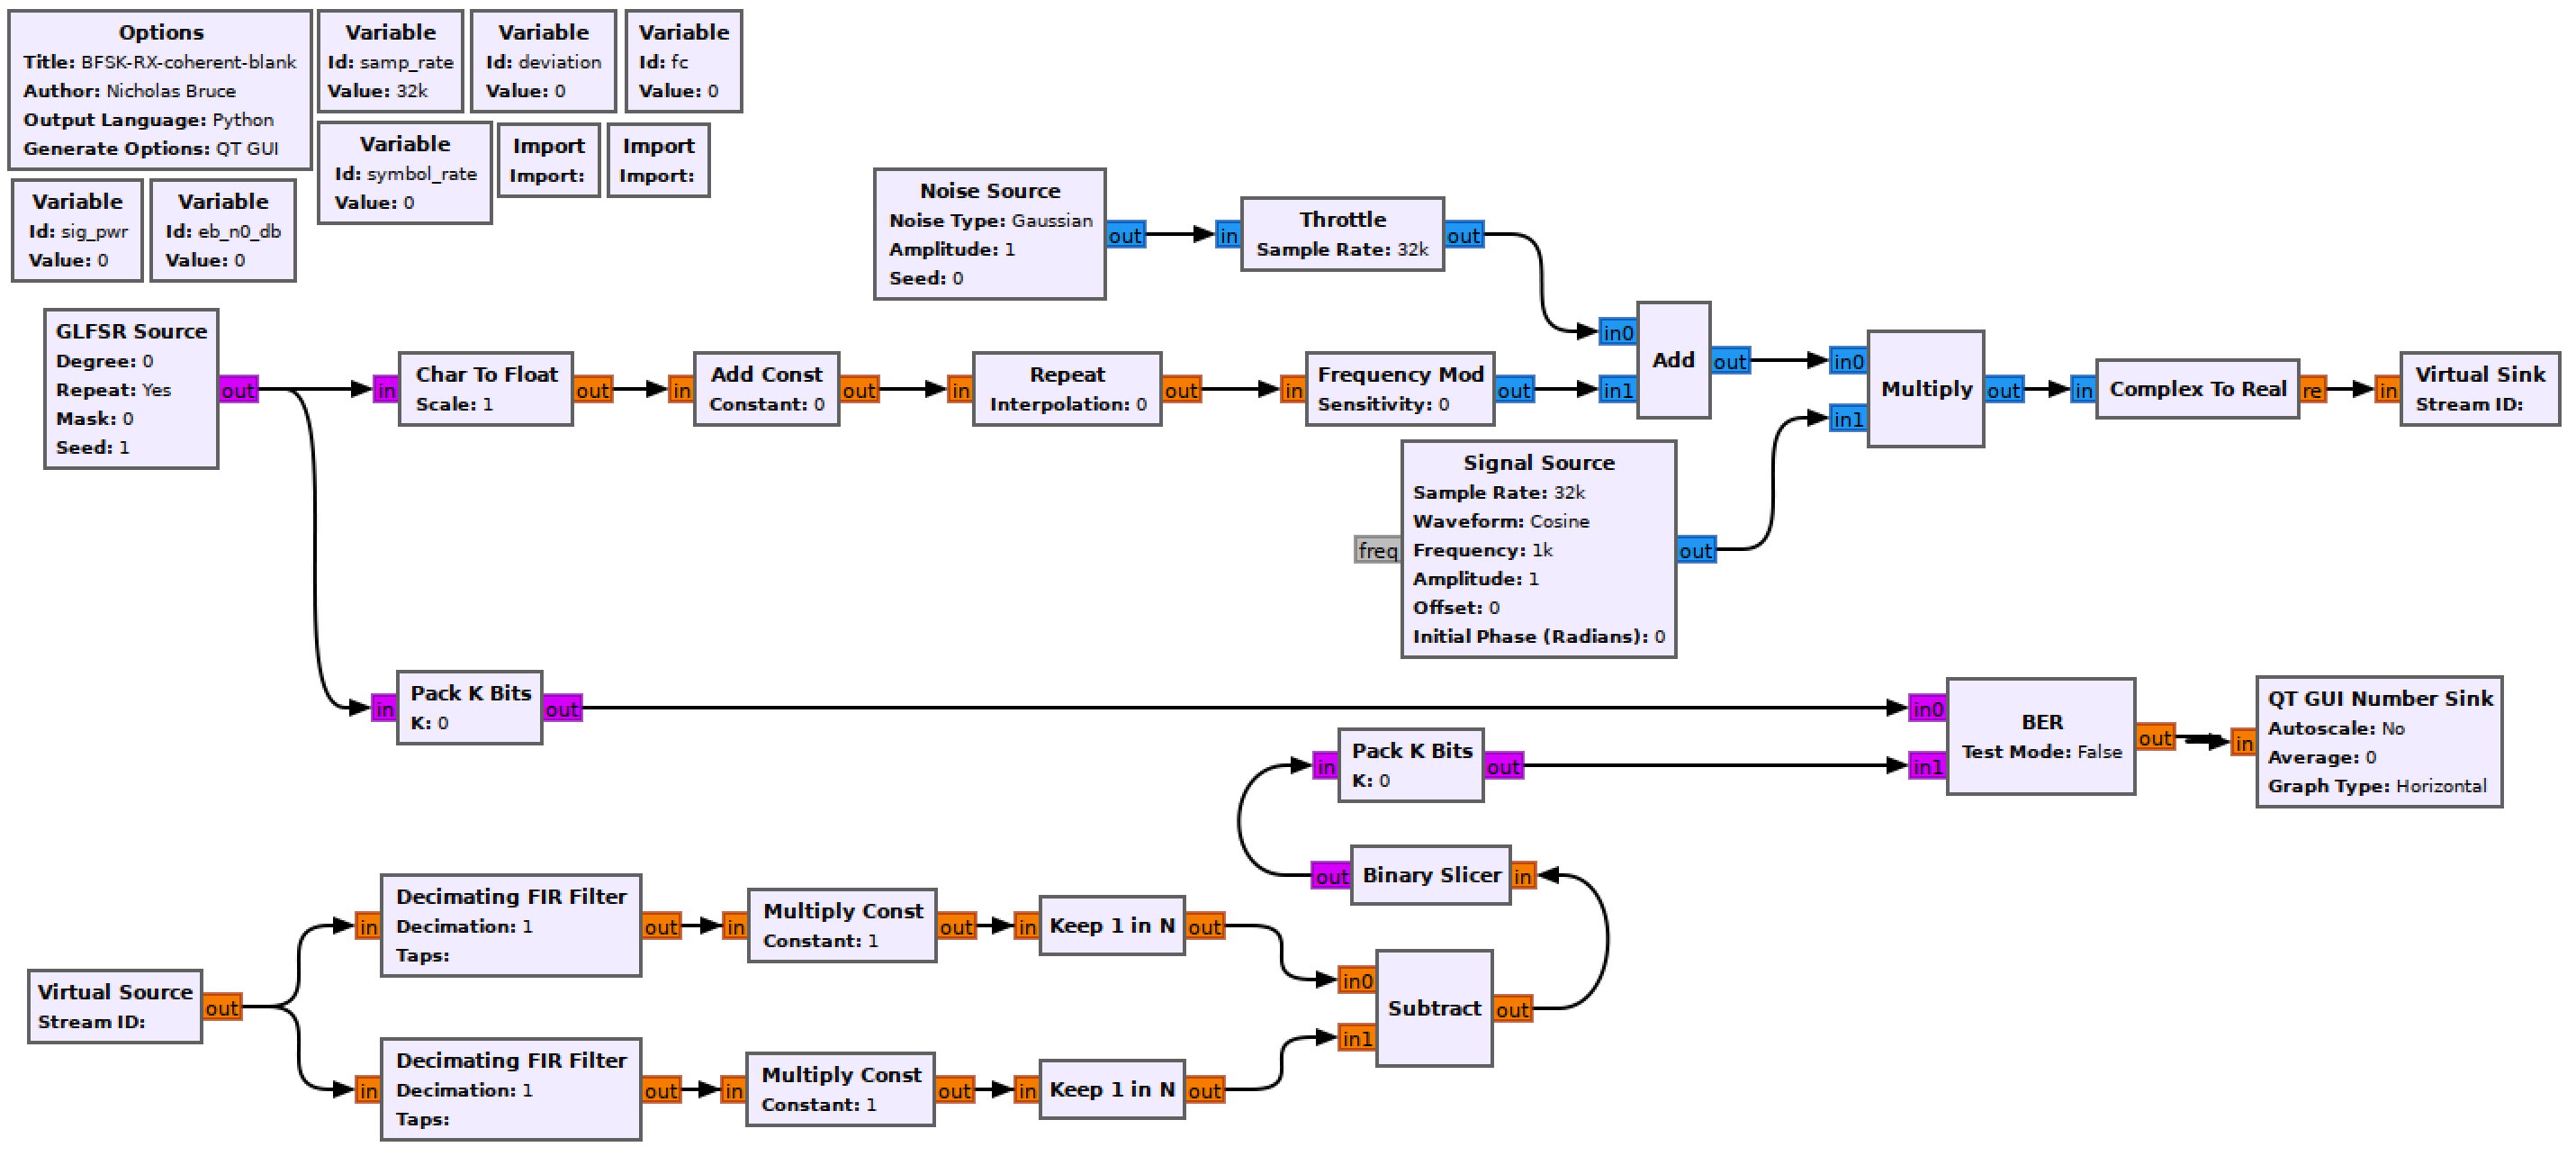 Options
Title: BFSK-RX-coherent-blank
Author: Nicholas Bruce
Output Language: Python
Generate Options: QT GUI
Variable
Id: samp_rate
Value: 32k
Variable
Id: deviation
Value: 0
Variable
Id: fc
Value: 0
Variable
Id: symbol_rate
Value: 0
Import
Import:
Import
Import:
Variable
Id: sig_pwr
Value: 0
Variable
Id: eb_n0_db
Value: 0
Noise Source
Noise Type: Gaussian
Amplitude: 1
Seed: 0
out
in
Throttle
Sample Rate: 32k
out
GLFSR Source
Degree: 0
Repeat: Yes
Mask: 0
Seed: 1
out
in
Char To Float
Scale: 1
out
in
Add Const
Constant: 0
out
in
Repeat
Interpolation: 0
out
in
Frequency Mod
Sensitivity: 0
out
in0
in1
Add
out
in0
in1
Multiply
out
in
Complex To Real
re
in
Virtual Sink
Stream ID:
freq
Signal Source
Sample Rate: 32k
Waveform: Cosine
Frequency: 1k
Amplitude: 1
Offset: 0
Initial Phase (Radians): 0
out
in
Pack K Bits
K: 0
out
in
Pack K Bits
K: 0
out
in0
in1
BER
Test Mode: False
out
in
QT GUI Number Sink
Autoscale: No
Average: 0
Graph Type: Horizontal
out
Binary Slicer
in
Virtual Source
Stream ID:
out
in
Decimating FIR Filter
Decimation: 1
Taps:
out
in
Multiply Const
Constant: 1
out
in
Keep 1 in N
out
in
Decimating FIR Filter
Decimation: 1
Taps:
out
in
Multiply Const
Constant: 1
out
in
Keep 1 in N
out
in0
in1
Subtract
out